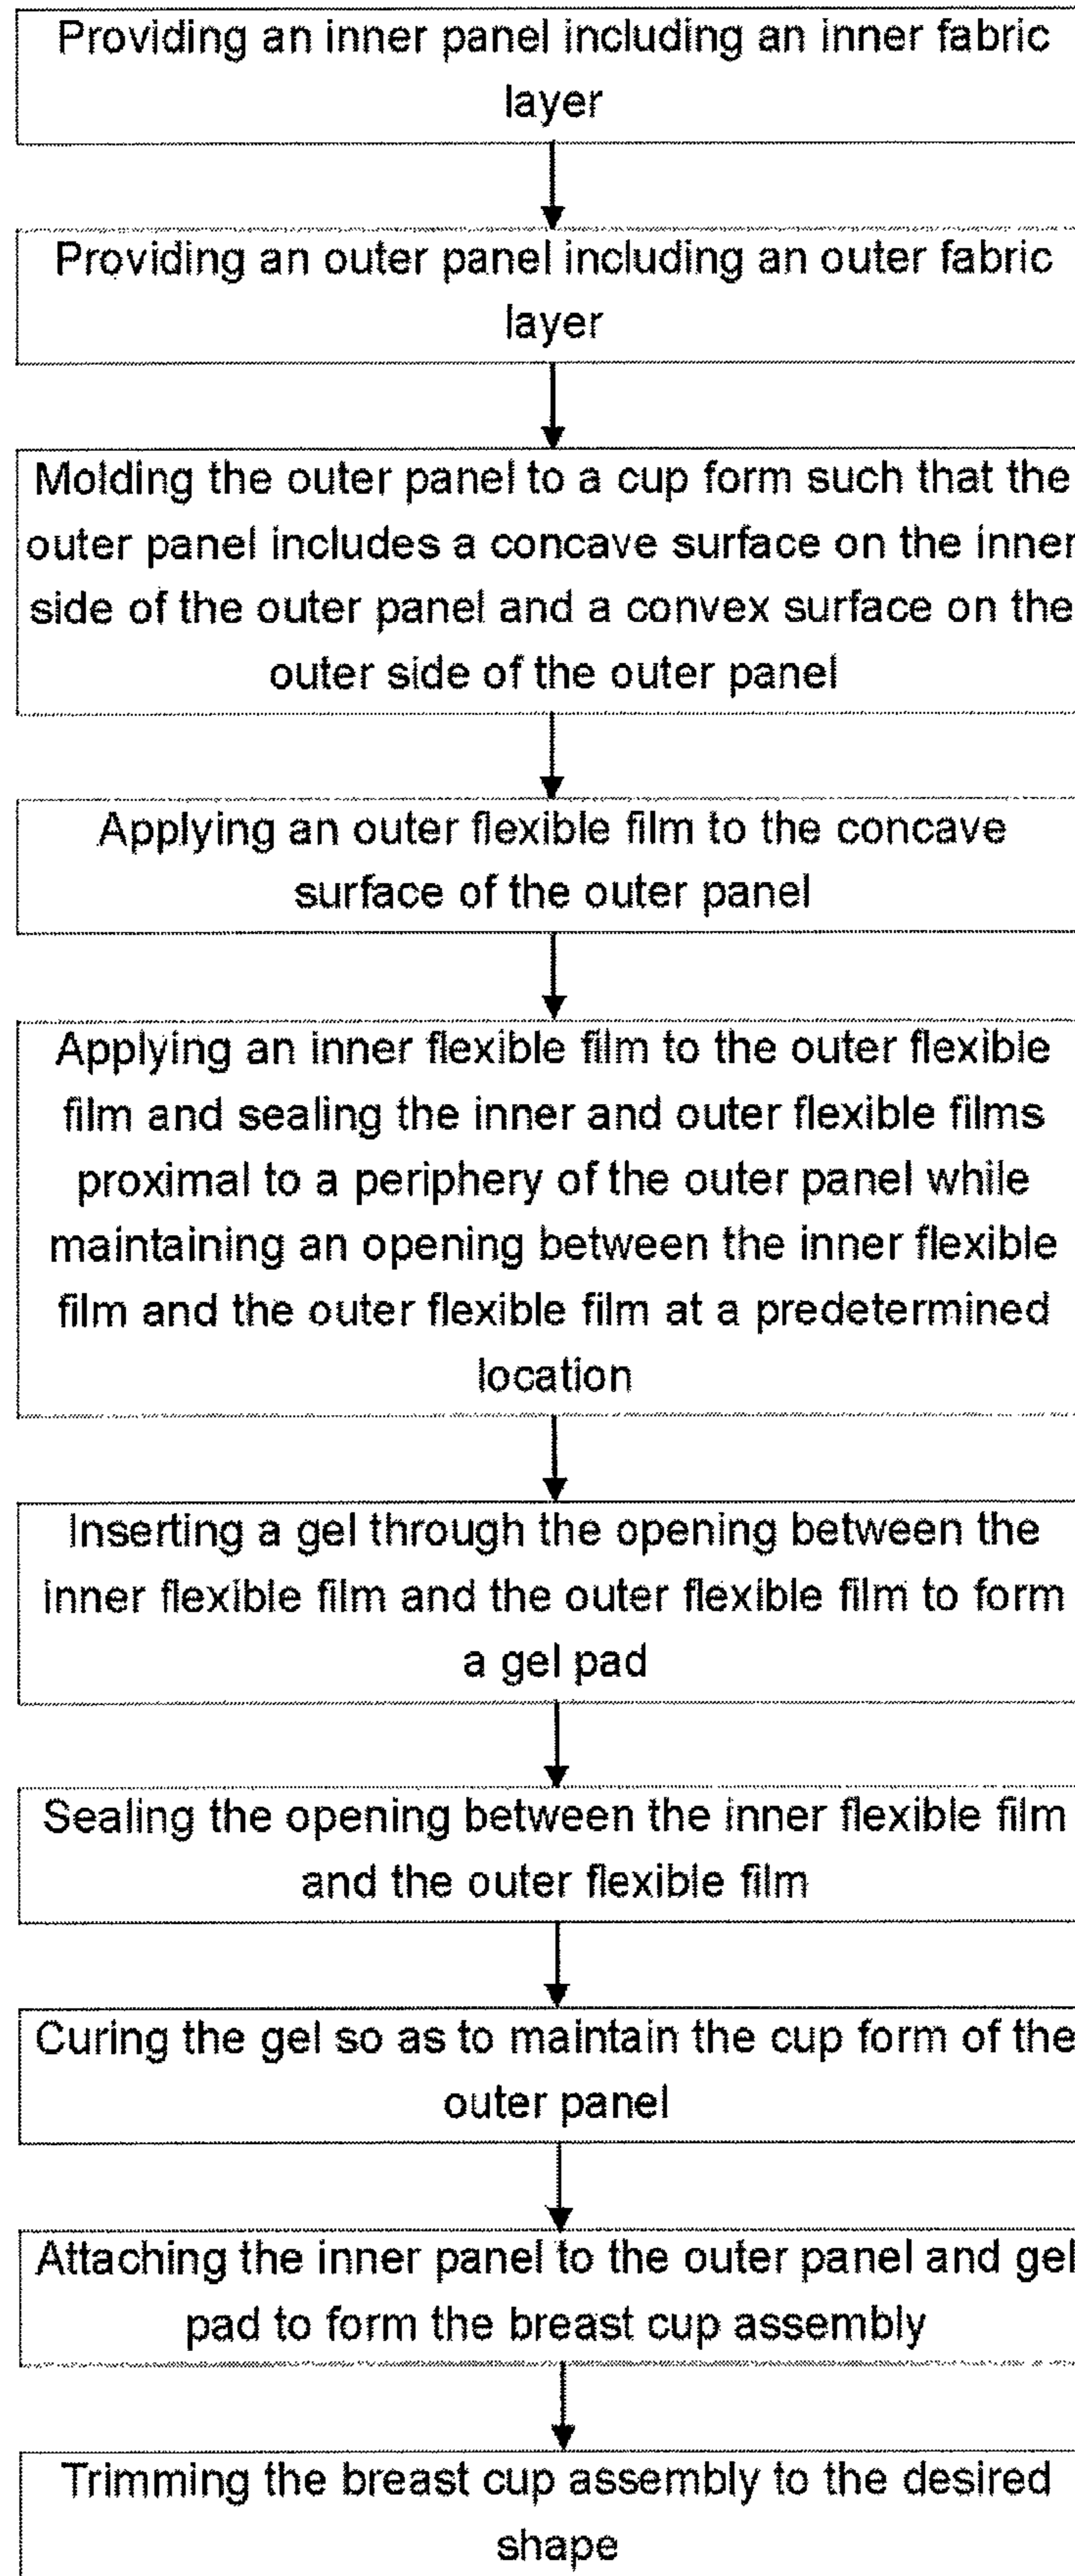 Providing an inner panel including an inner fabric
layer
Providing an outer panel including an outer fabric
layer
Molding the outer panel to a cup form such that the
outer panel includes a concave surface on the inner
side of the outer panel and a convex surface on the
outer side of the outer panel
Applying an outer flexible film to the concave
surface of the outer panel
Applying an inner flexible film to the outer flexible
film and sealing the inner and outer flexible films
proximal to a periphery of the outer panel while
maintaining an opening between the inner flexible
film and the outer flexible film at a predetermined
location
Inserting a gel through the opening between the
inner flexible film and the outer flexible film to form
a gel pad
Sealing the opening between the inner flexible film
and the outer flexible film
Curing the gel so as to maintain the cup form of the
outer panel
Attaching the inner panel to the outer panel and gel
pad to form the breast cup assembly
Trimming the breast cup assembly to the desired
shape